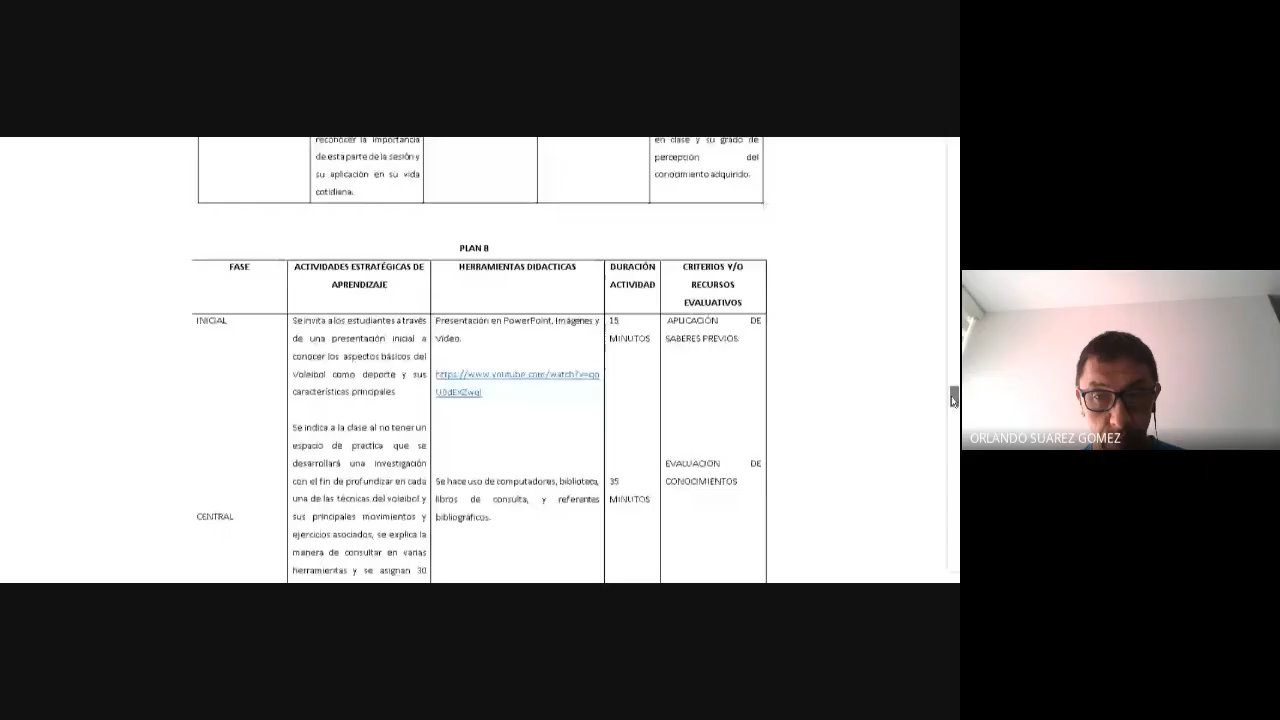 reconocer la importancia
de esta parte de la sesión y
su aplicación en su vida
cotidiana.
en clase y su grado de
percepción del
conocimiento adquirido.
PLAN B
FASE
ACTIVIDADES ESTRATÉGICAS DE
APRENDIZAJE
HERRAMIENTAS DIDACTICAS
DURACIÓN
ACTIVIDAD
CRITERIOS Y/O
RECURSOS
EVALUATIVOS
INICIAL
Se invita a los estudiantes a través
de una presentación inicial a
conocer los aspectos básicos del
Voleibol como deporte y sus
características principales
Se indica a la clase al no tener un
espacio de practica que se
desarrollará una investigación
con el fin de profundizar en cada
una de las técnicas del voleibol y
sus principales movimientos y
ejercicios asociados, se explica la
manera de consultar en varias
herramientas y se asignan 30
Presentación en PowerPoint, Imágenes y
Video.
Se hace uso de computadores, biblioteca,
libros de consulta, y referentes
bibliográficos.
15
MINUTOS
35
MINUTOS
APLICACIÓN DE
SABERES PREVIOS
EVALUACION DE
CONOCIMIENTOS
CENTRAL
ORLANDO SUAREZ GOMEZ